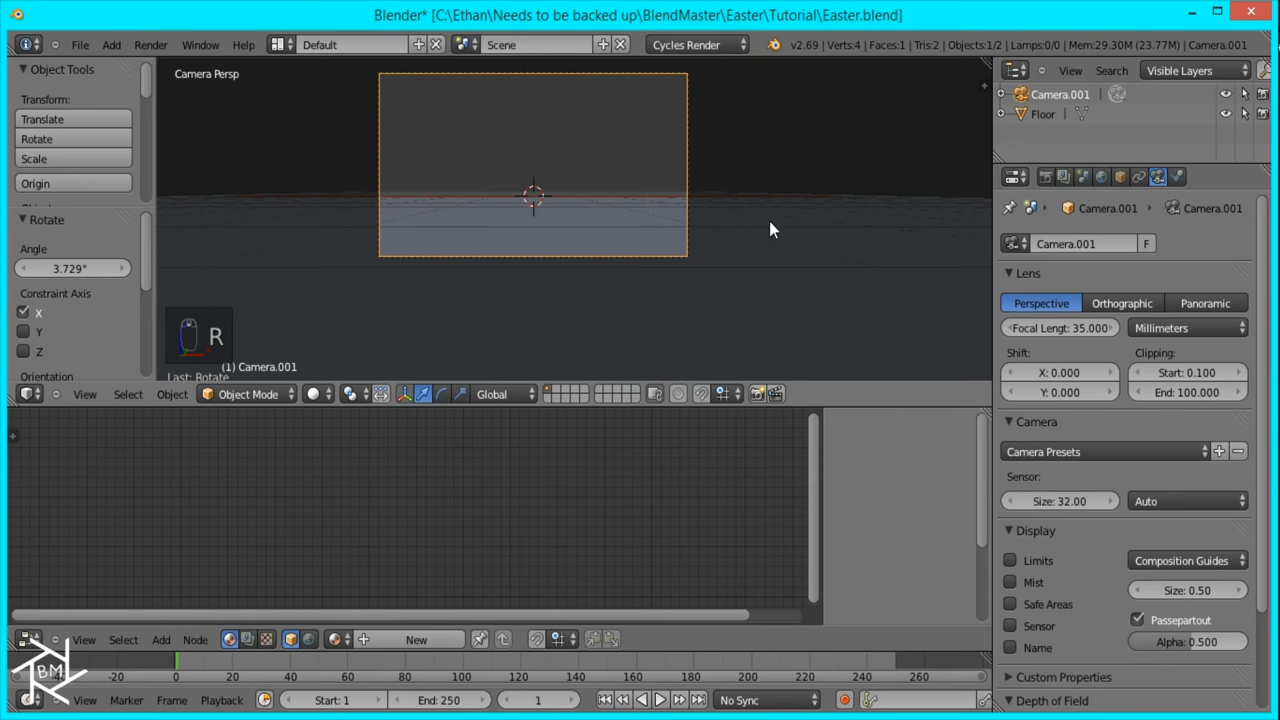 Blender* [C:\Ethan\Needs to be backed up\BlendMaster\Easter\Tutorial\Easter.blend]
File Add Render Window Help Default Scene Cycles Render v2.69 | Verts:4 | Faces:1 | Tris:2 | Objects:1/2 | Lamps:0/0 | Mem:29.30M (23.77M) | Camera.001
Object Tools
Transform:
Translate
Rotate
Scale
Origin
Rotate
Angle
3.729°
Constraint Axis
X
Y
Z
Orientation
Camera Persp
R
(1) Camera.001
Last: Rotate
View Select Object Object Mode Global
View Search Visible Layers
Camera.001
Floor
Camera.001 Camera.001
Camera.001 F
Lens
Perspective Orthographic Panoramic
Focal Lengt: 35.000 Millimeters
Shift: Clipping:
X: 0.000 Start: 0.100
Y: 0.000 End: 100.000
Camera
Camera Presets
Sensor:
Size: 32.00 Auto
Display
Limits Composition Guides
Mist Size: 0.50
Safe Areas
Sensor Passepartout
Name Alpha: 0.500
Custom Properties
Depth of Field
View Select Add Node New
-20 0 20 40 60 80 100 120 140 160 180 200 220 240 260
View Marker Frame Playback Start: 1 End: 250 1 No Sync
BM